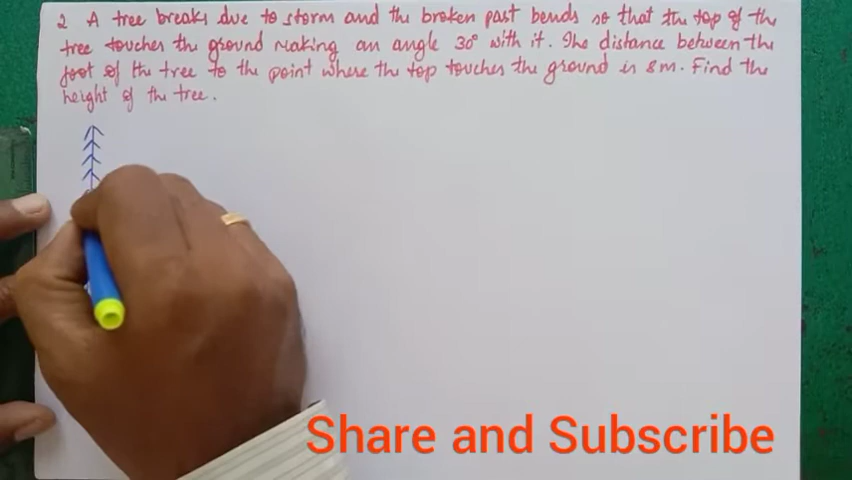 2 A tree breaks due to storm and the broken part bends so that the top of the
tree touches the ground making an angle 30° with it. The distance between the
foot of the tree to the point where the top touches the ground is 8m. Find the
height of the tree.
Share and Subscribe